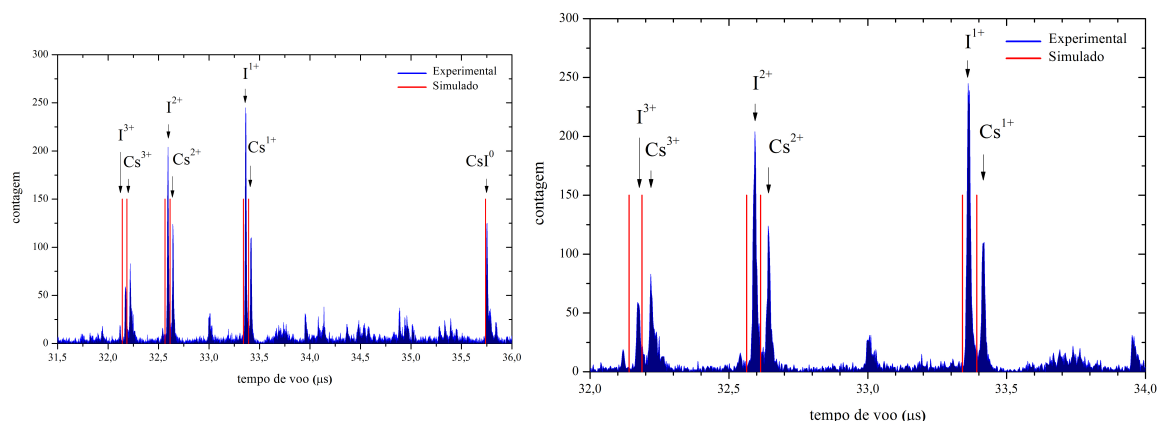 300
250
200
150
100
50
0
contagem
31,5
32,0
32,5
33,0
33,5
34,0
34,5
35,0
35,5
36,0
tempo de voo (μs)
Experimental
Simulado
I³⁺
Cs³⁺
I²⁺
Cs²⁺
I¹⁺
Cs¹⁺
CsI⁰
300
250
200
150
100
50
0
contagem
32,0
32,5
33,0
33,5
34,0
tempo de voo (μs)
Experimental
Simulado
I³⁺
Cs³⁺
I²⁺
Cs²⁺
I¹⁺
Cs¹⁺